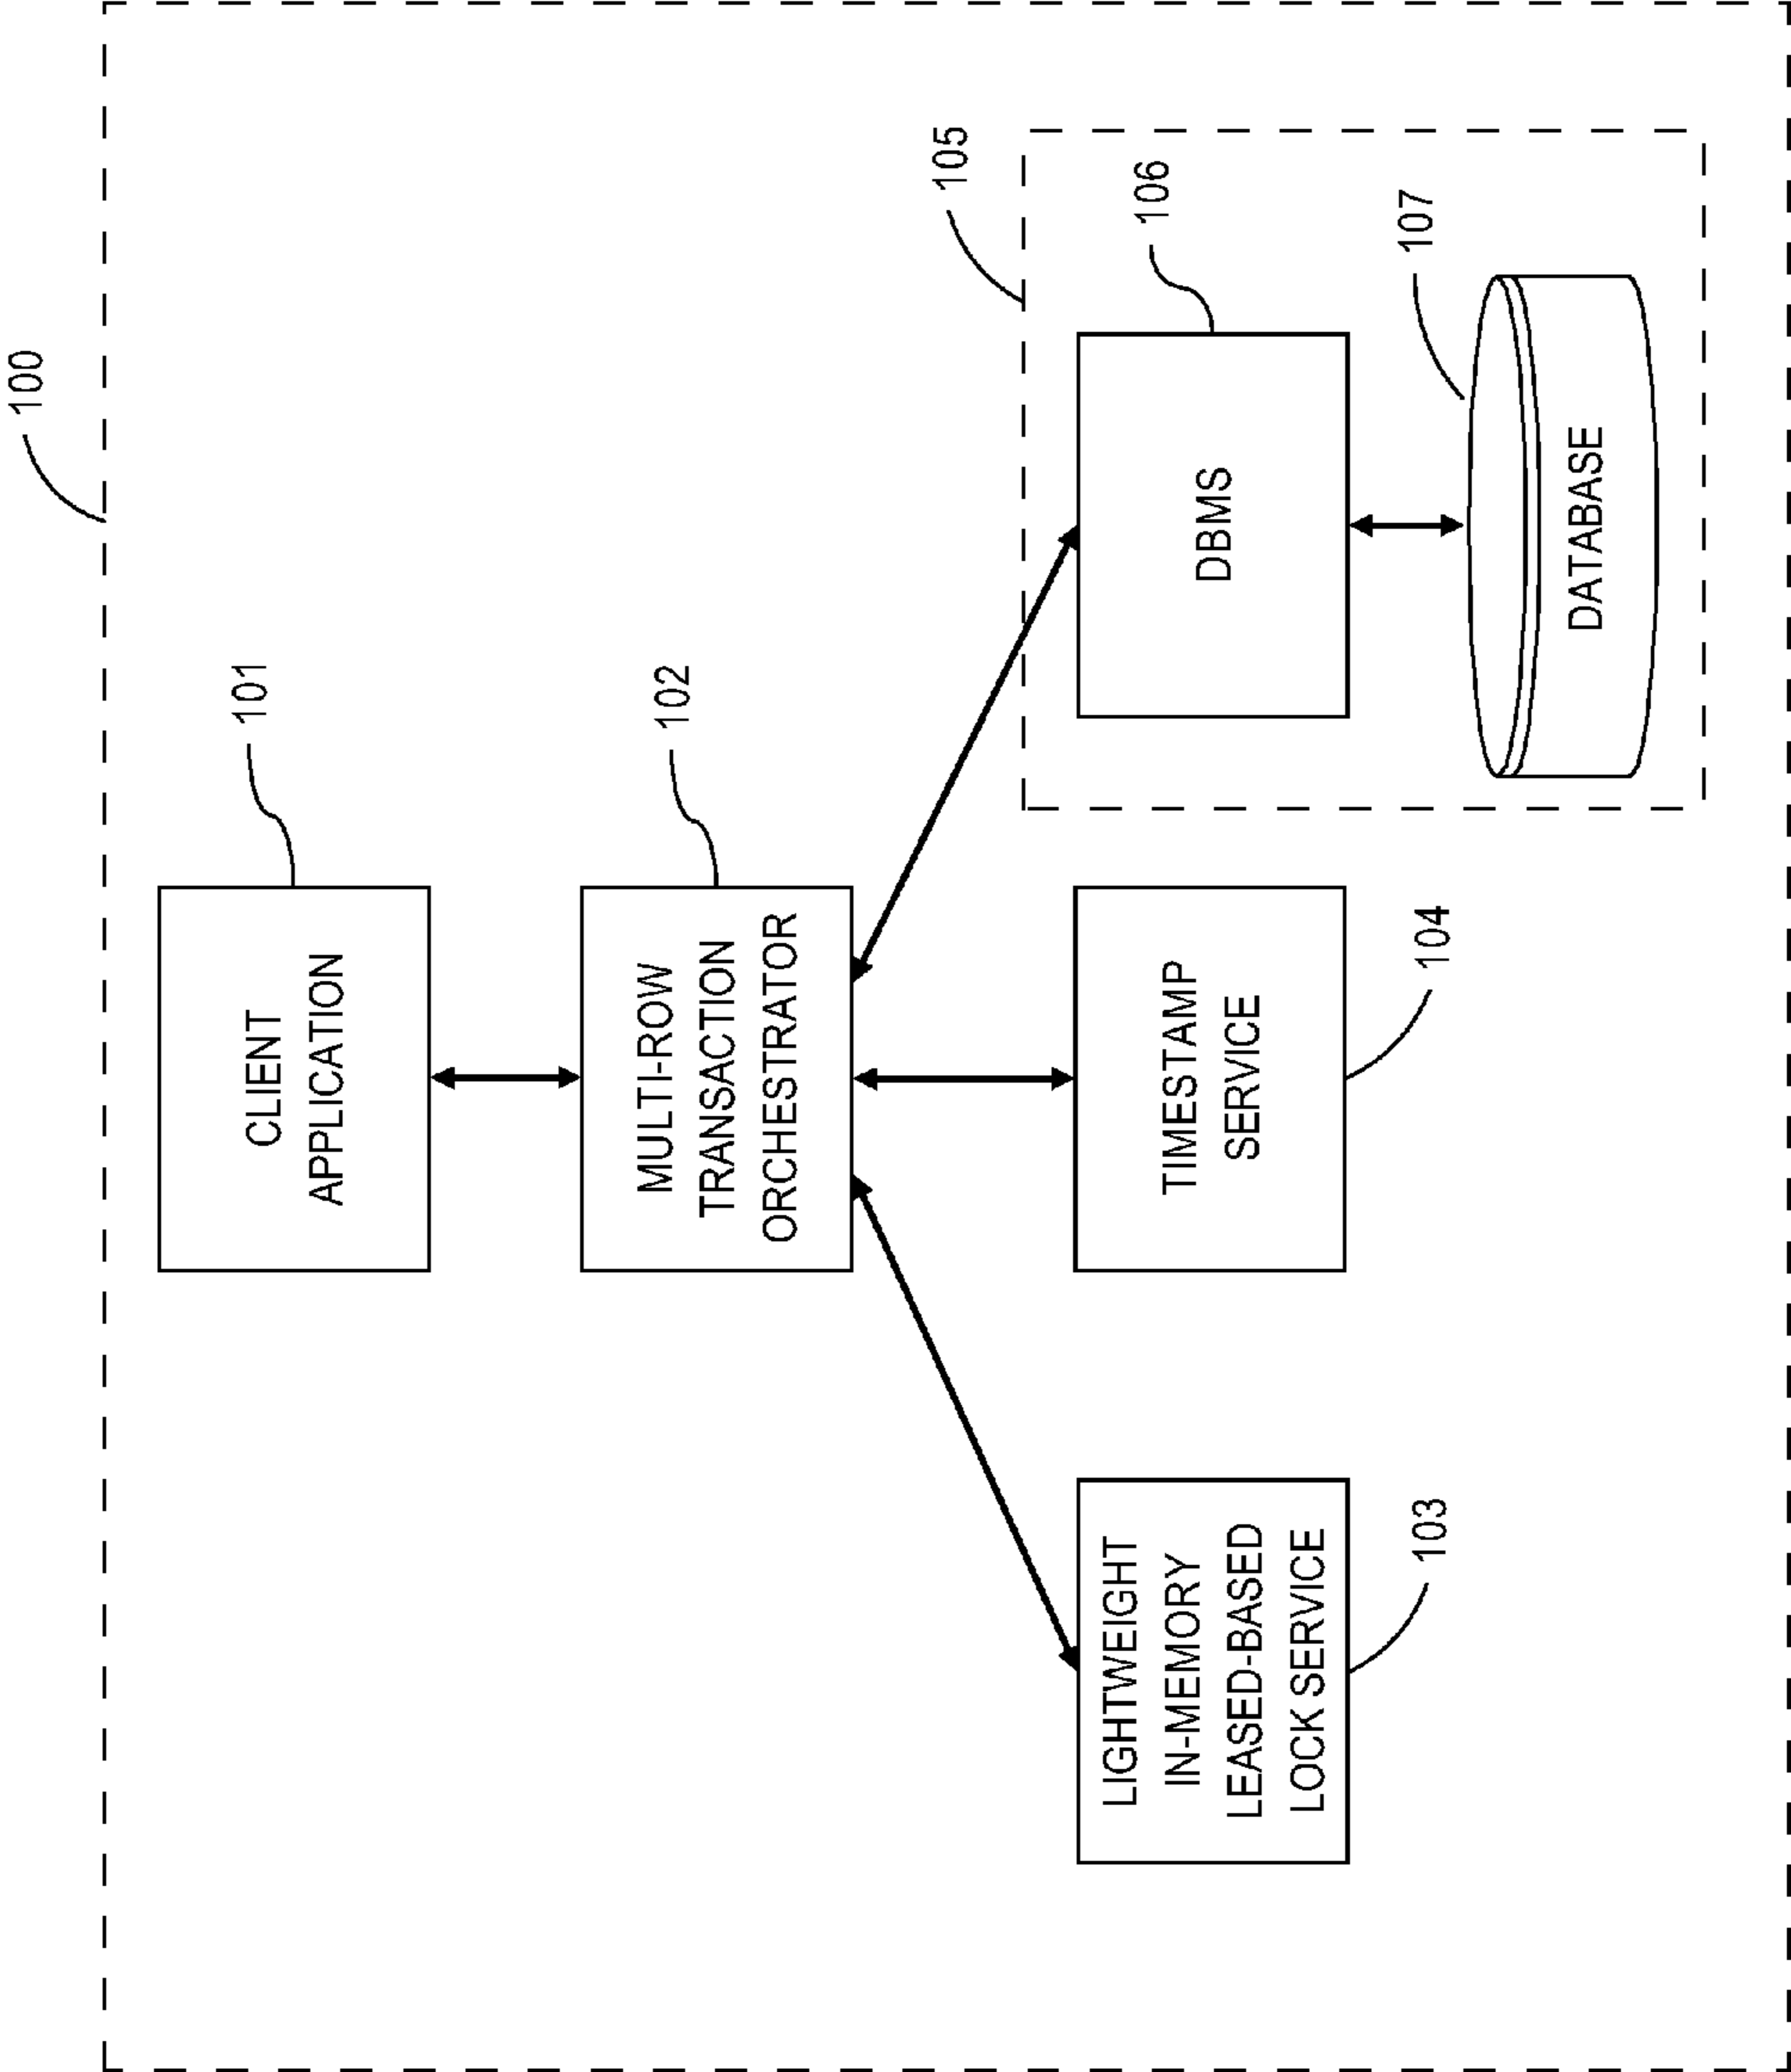 100
CLIENT
APPLICATION
101
MULTI-ROW
TRANSACTION
ORCHESTRATOR
102
105
LIGHTWEIGHT
IN-MEMORY
LEASED-BASED
LOCK SERVICE
103
TIMESTAMP
SERVICE
104
DBMS
106
107
DATABASE